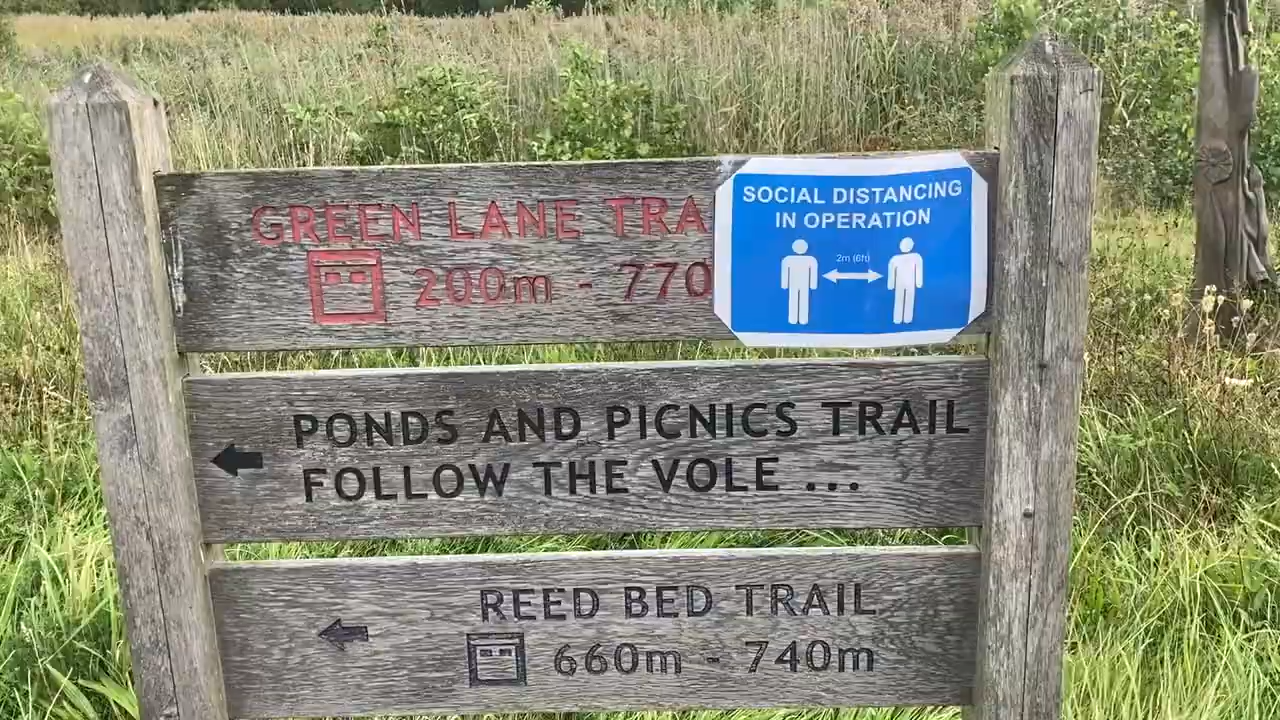 GREEN LANE TRA
200m - 770
SOCIAL DISTANCING
IN OPERATION
2m (6ft)
PONDS AND PICNICS TRAIL
FOLLOW THE VOLE ...
REED BED TRAIL
660m - 740m